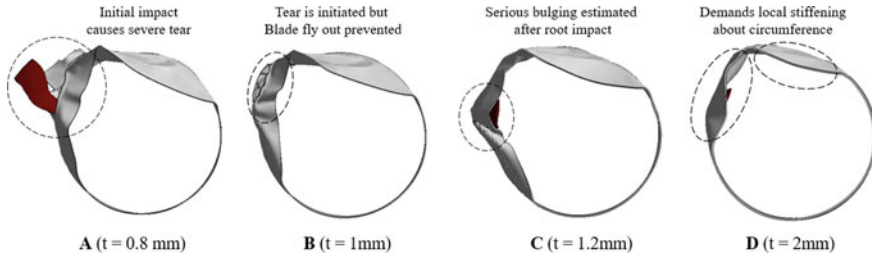 Initial impact
causes severe tear
Tear is initiated but
Blade fly out prevented
Serious bulging estimated
after root impact
Demands local stiffening
about circumference
A (t = 0.8 mm)
B (t = 1mm)
C (t = 1.2mm)
D (t = 2mm)